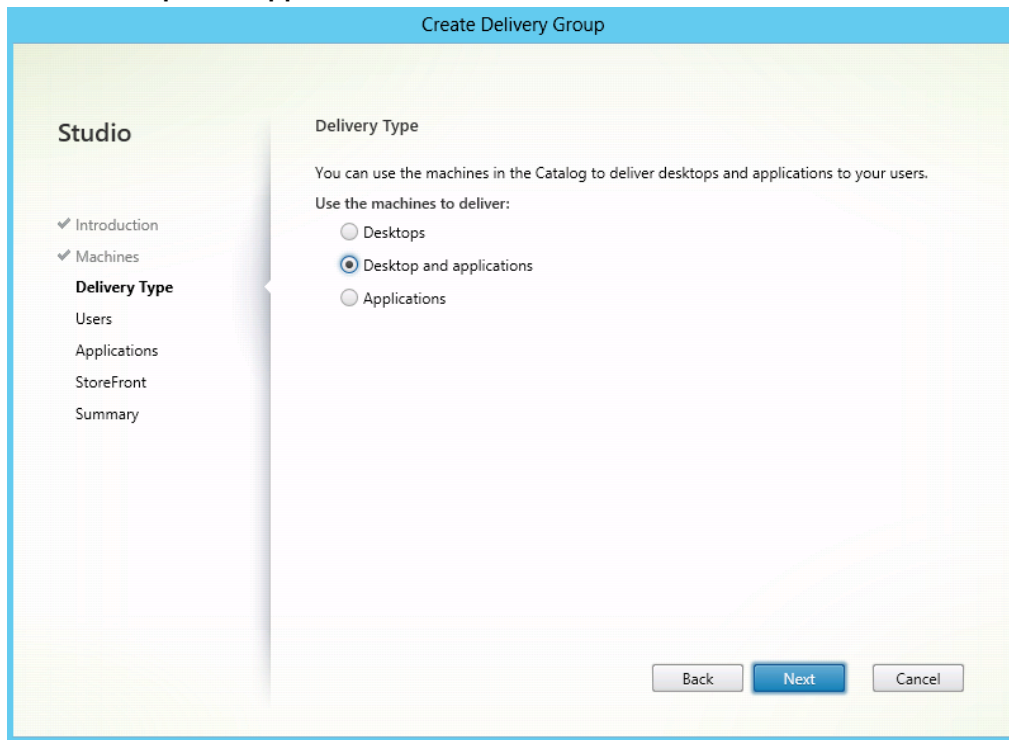 Create Delivery Group
Studio
Introduction
Machines
Delivery Type
Users
Applications
StoreFront
Summary
Delivery Type
You can use the machines in the Catalog to deliver desktops and applications to your users.
Use the machines to deliver:
Desktops
Desktop and applications
Applications
Back Next Cancel